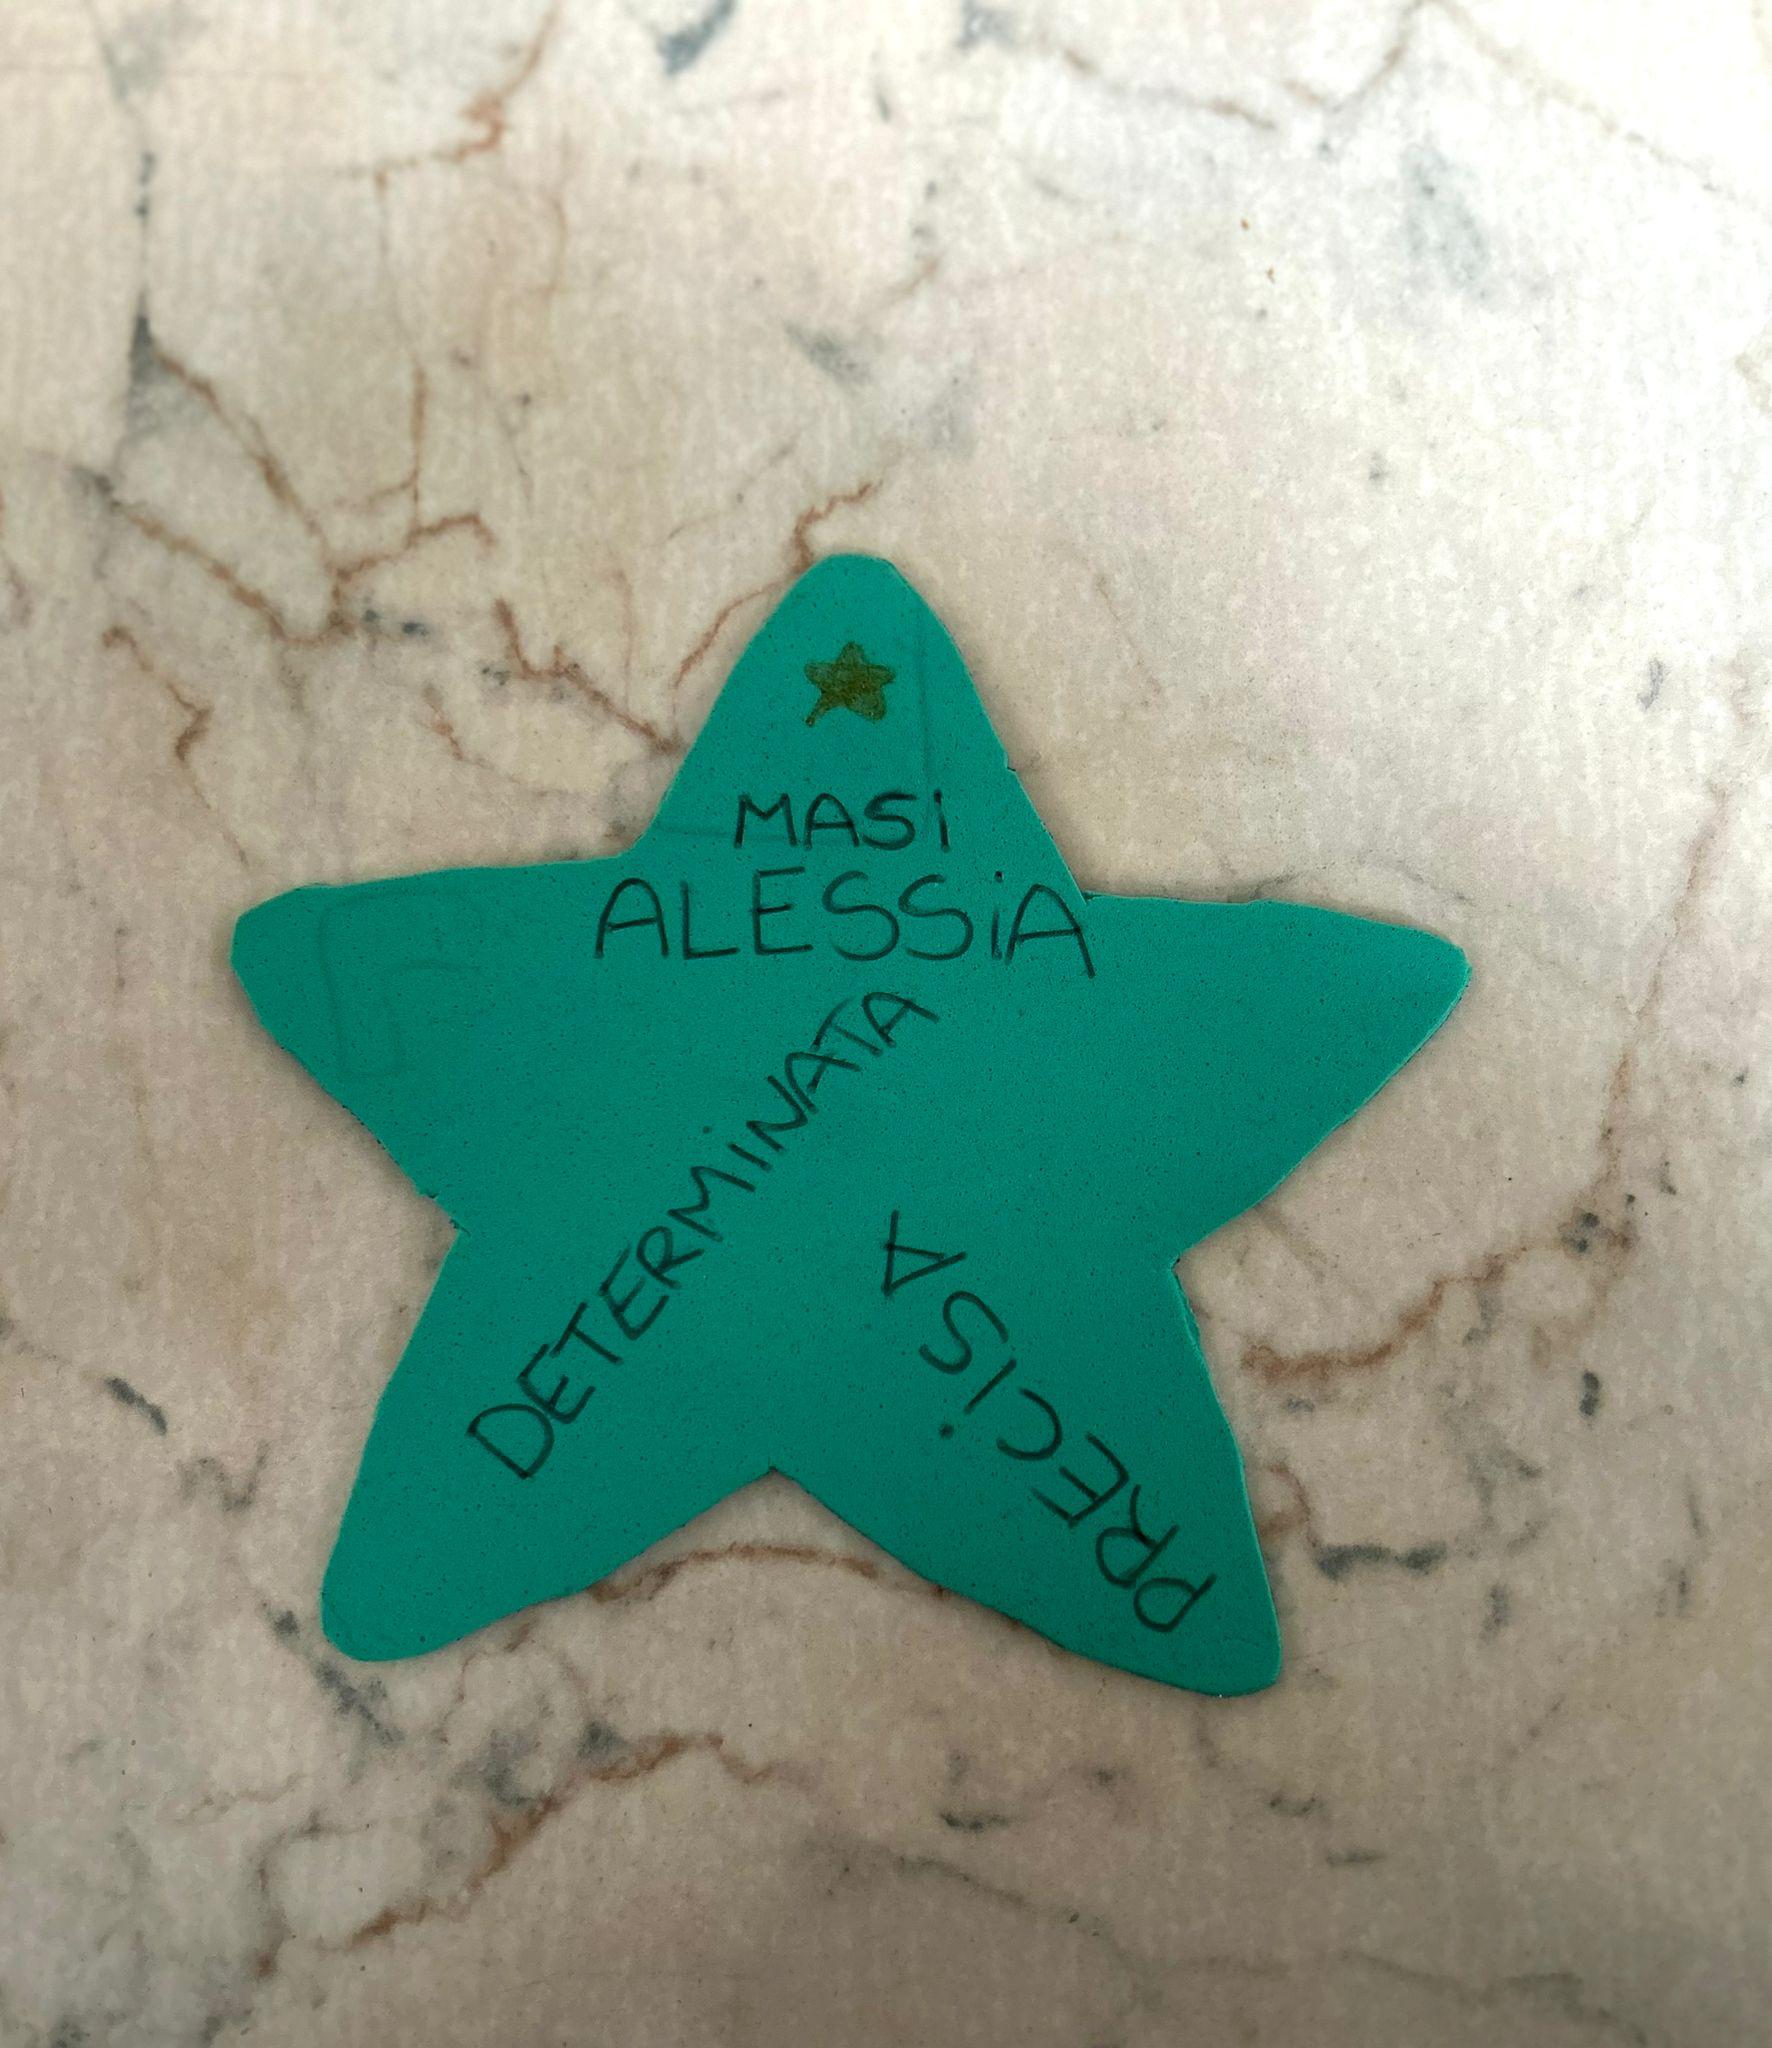 MASi
ALESSiA
DETERMINATA
PRECiSA